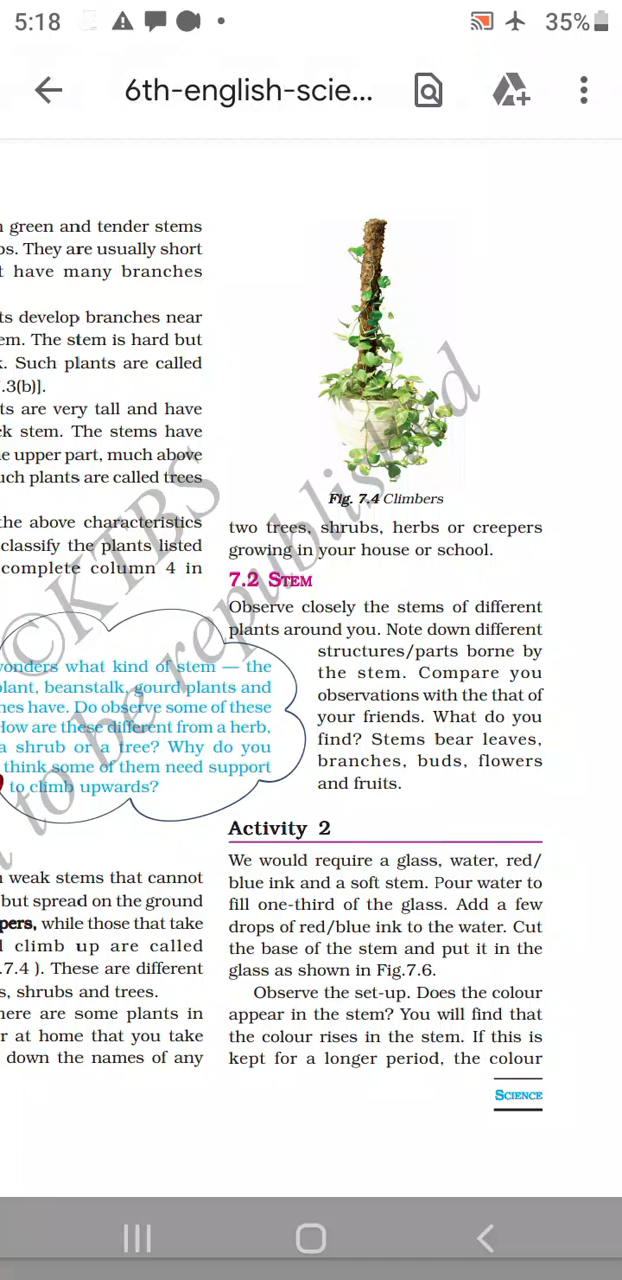 5:18
35%
6th-english-scie...
green and tender stems
They are usually short
have many branches
develop branches near
The stem is hard but
Such plants are called
.3(b)].
are very tall and have
stem. The stems have
upper part, much above
plants are called trees
the above characteristics
classify the plants listed
complete column 4 in
wonders what kind of stem — the
plant, beanstalk, gourd plants and
have. Do observe some of these
How are these different from a herb,
a shrub or a tree? Why do you
think some of them need support
to climb upwards?
weak stems that cannot
but spread on the ground
while those that take
climb up are called
.7.4 ). These are different
shrubs and trees.
there are some plants in
at home that you take
down the names of any
Fig. 7.4 Climbers
two trees, shrubs, herbs or creepers
growing in your house or school.
7.2 STEM
Observe closely the stems of different
plants around you. Note down different
structures/parts borne by
the stem. Compare you
observations with the that of
your friends. What do you
find? Stems bear leaves,
branches, buds, flowers
and fruits.
Activity 2
We would require a glass, water, red/
blue ink and a soft stem. Pour water to
fill one-third of the glass. Add a few
drops of red/blue ink to the water. Cut
the base of the stem and put it in the
glass as shown in Fig.7.6.
Observe the set-up. Does the colour
appear in the stem? You will find that
the colour rises in the stem. If this is
kept for a longer period, the colour
SCIENCE
©KTBS
to be republished